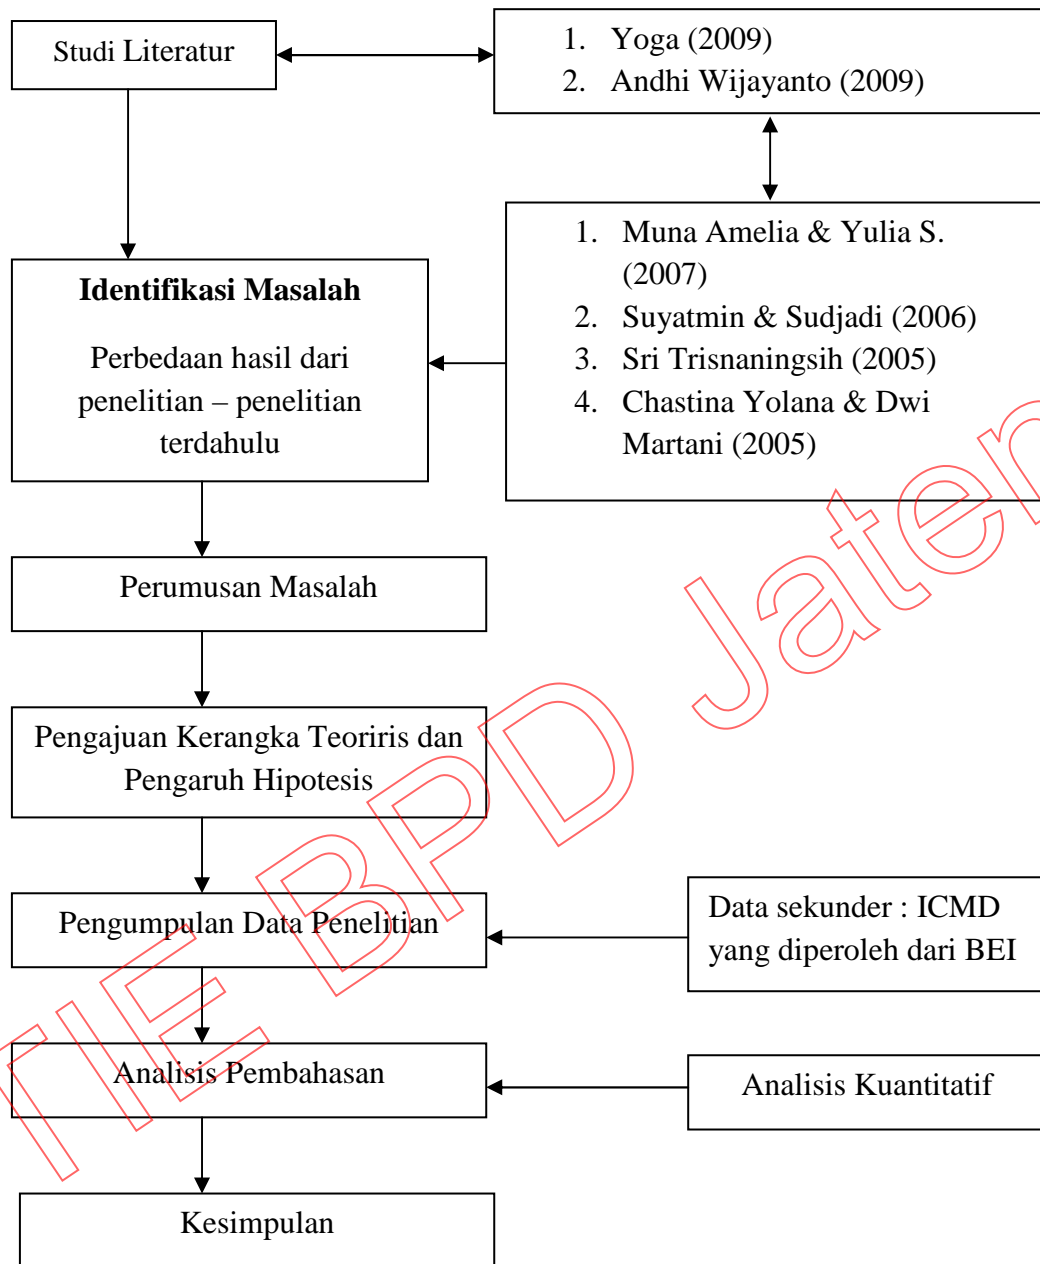 Studi Literatur
1. Yoga (2009)
2. Andhi Wijayanto (2009)
1. Muna Amelia & Yulia S.
(2007)
2. Suyatmin & Sudjadi (2006)
3. Sri Trisnaningsih (2005)
4. Chastina Yolana & Dwi
Martani (2005)
Identifikasi Masalah
Perbedaan hasil dari
penelitian – penelitian
terdahulu
Perumusan Masalah
Pengajuan Kerangka Teoriris dan
Pengaruh Hipotesis
Pengumpulan Data Penelitian
Data sekunder : ICMD
yang diperoleh dari BEI
Analisis Pembahasan
Analisis Kuantitatif
Kesimpulan
TIE BPD Jaten